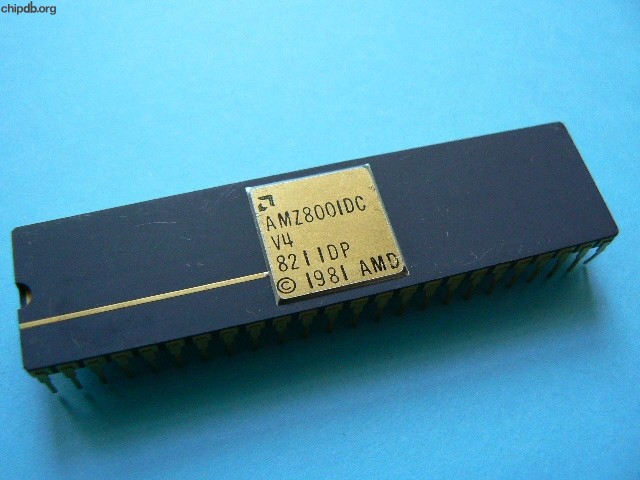 chipdb.org
AMZ8001DC
V4
8211DP
© 1981 AMD